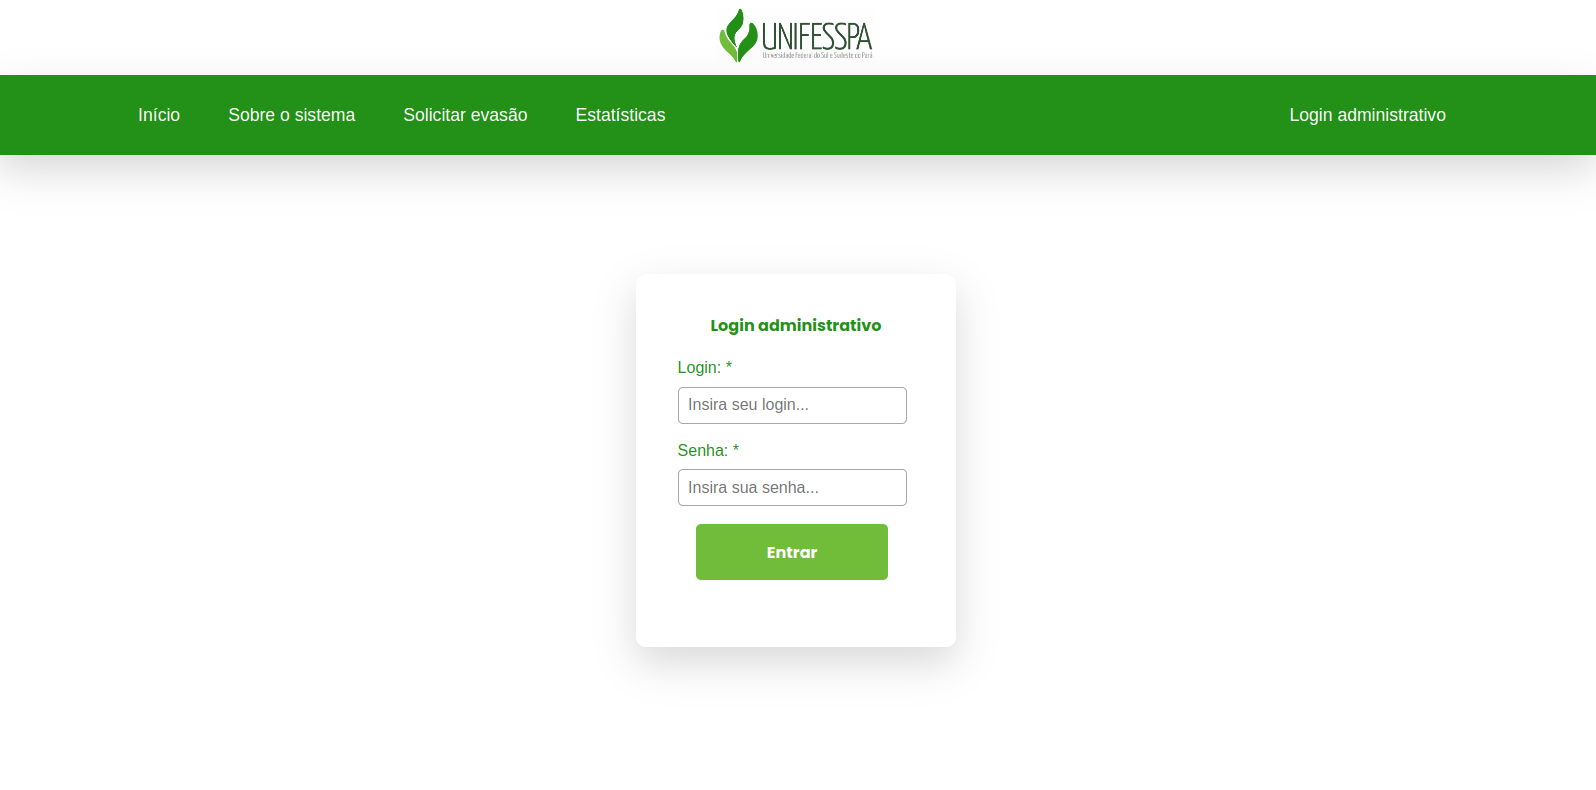 UNIFESSPA
Universidade Federal do Sul e Sudeste do Pará
Início Sobre o sistema Solicitar evasão Estatísticas Login administrativo
Login administrativo
Login: *
Insira seu login...
Senha: *
Insira sua senha...
Entrar